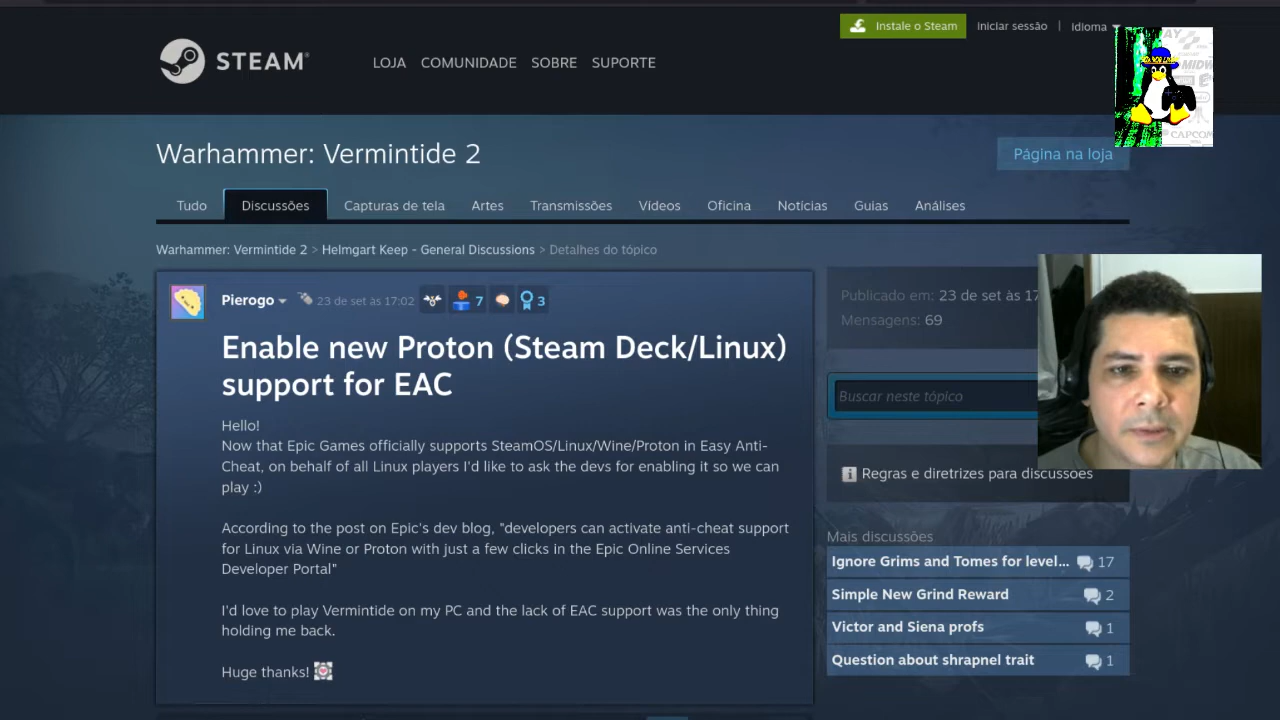 Instale o Steam
iniciar sessão
|
idioma
STEAM®
LOJA
COMUNIDADE
SOBRE
SUPORTE
MIDW
CAPCOM
Warhammer: Vermintide 2
Página na loja
Tudo
Discussões
Capturas de tela
Artes
Transmissões
Vídeos
Oficina
Notícias
Guias
Análises
Warhammer: Vermintide 2 > Helmgart Keep - General Discussions > Detalhes do tópico
Pierogo
23 de set às 17:02
7
3
Enable new Proton (Steam Deck/Linux)
support for EAC
Hello!
Now that Epic Games officially supports SteamOS/Linux/Wine/Proton in Easy Anti-
Cheat, on behalf of all Linux players I'd like to ask the devs for enabling it so we can
play :)
According to the post on Epic's dev blog, "developers can activate anti-cheat support
for Linux via Wine or Proton with just a few clicks in the Epic Online Services
Developer Portal"
I'd love to play Vermintide on my PC and the lack of EAC support was the only thing
holding me back.
Huge thanks!
Publicado em: 23 de set às 17
Mensagens: 69
Buscar neste tópico
Regras e diretrizes para discussões
Mais discussões
Ignore Grims and Tomes for level... 17
Simple New Grind Reward 2
Victor and Siena profs 1
Question about shrapnel trait 1